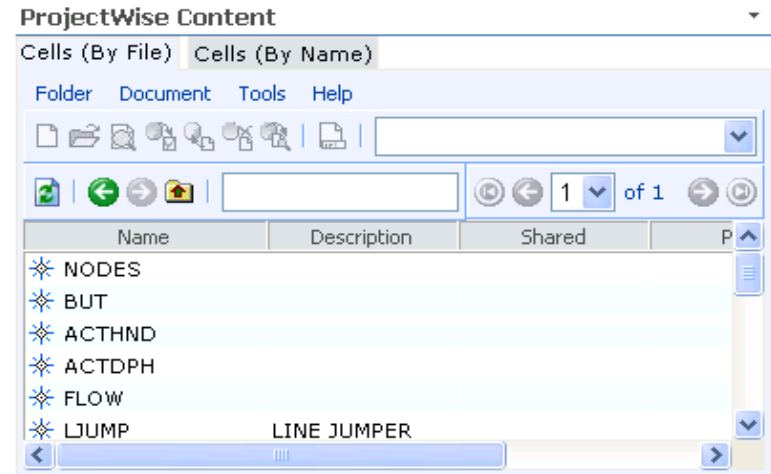 ProjectWise Content
Cells (By File) Cells (By Name)
Folder Document Tools Help
1 of 1
Name Description Shared P
NODES
BUT
ACTHND
ACTDPH
FLOW
LJUMP LINE JUMPER